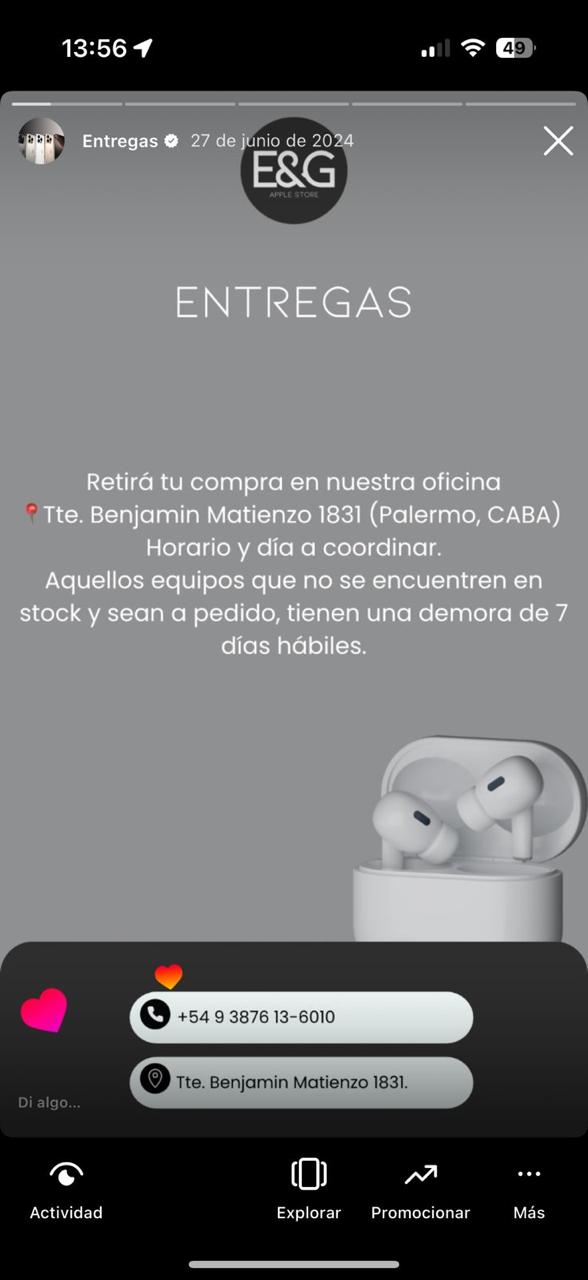 13:56
49
Entregas 27 de junio de 2024
E&G
APPLE STORE
ENTREGAS
Retirá tu compra en nuestra oficina
📍Tte. Benjamin Matienzo 1831 (Palermo, CABA)
Horario y día a coordinar.
Aquellos equipos que no se encuentren en
stock y sean a pedido, tienen una demora de 7
días hábiles.
+54 9 3876 13-6010
Tte. Benjamin Matienzo 1831.
Di algo...
Actividad
Explorar
Promocionar
Más